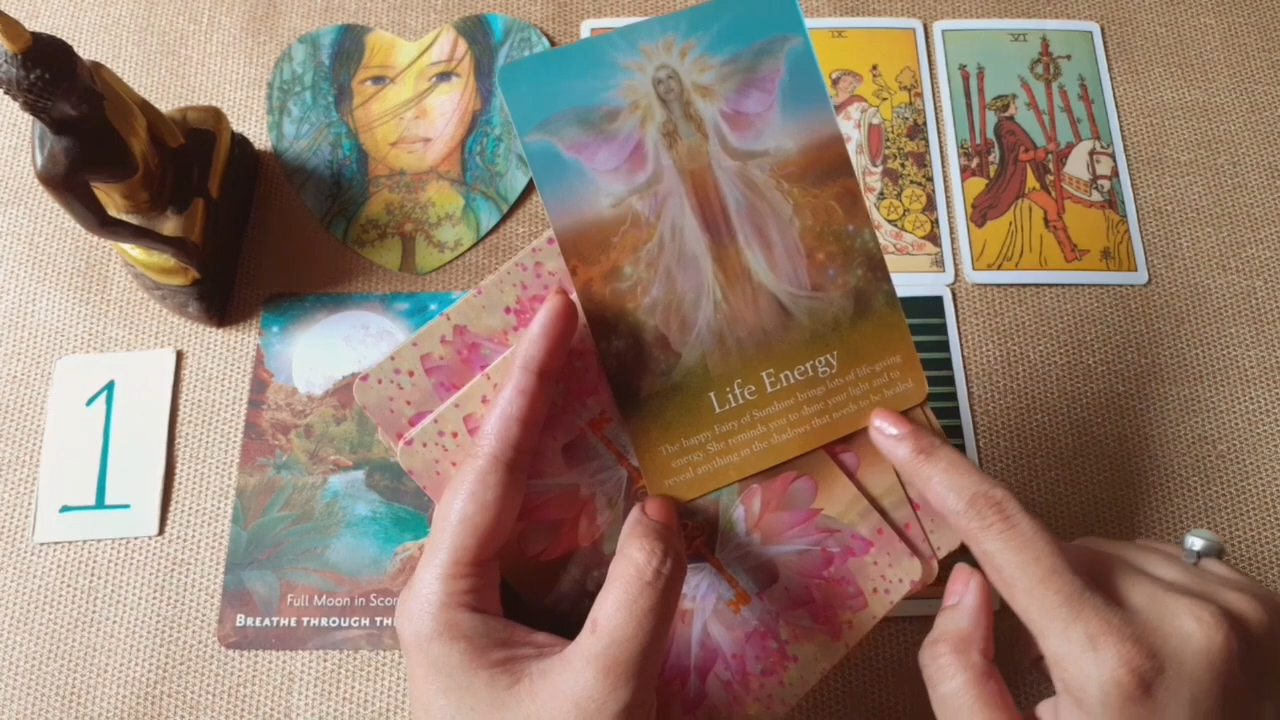 IX
VI
Life Energy
The happy Fairy of Sunshine brings lots of life-giving
energy. She reminds you to shine your light and to
reveal anything in the shadows that needs to be healed.
1
Full Moon in
BREATHE THROUGH